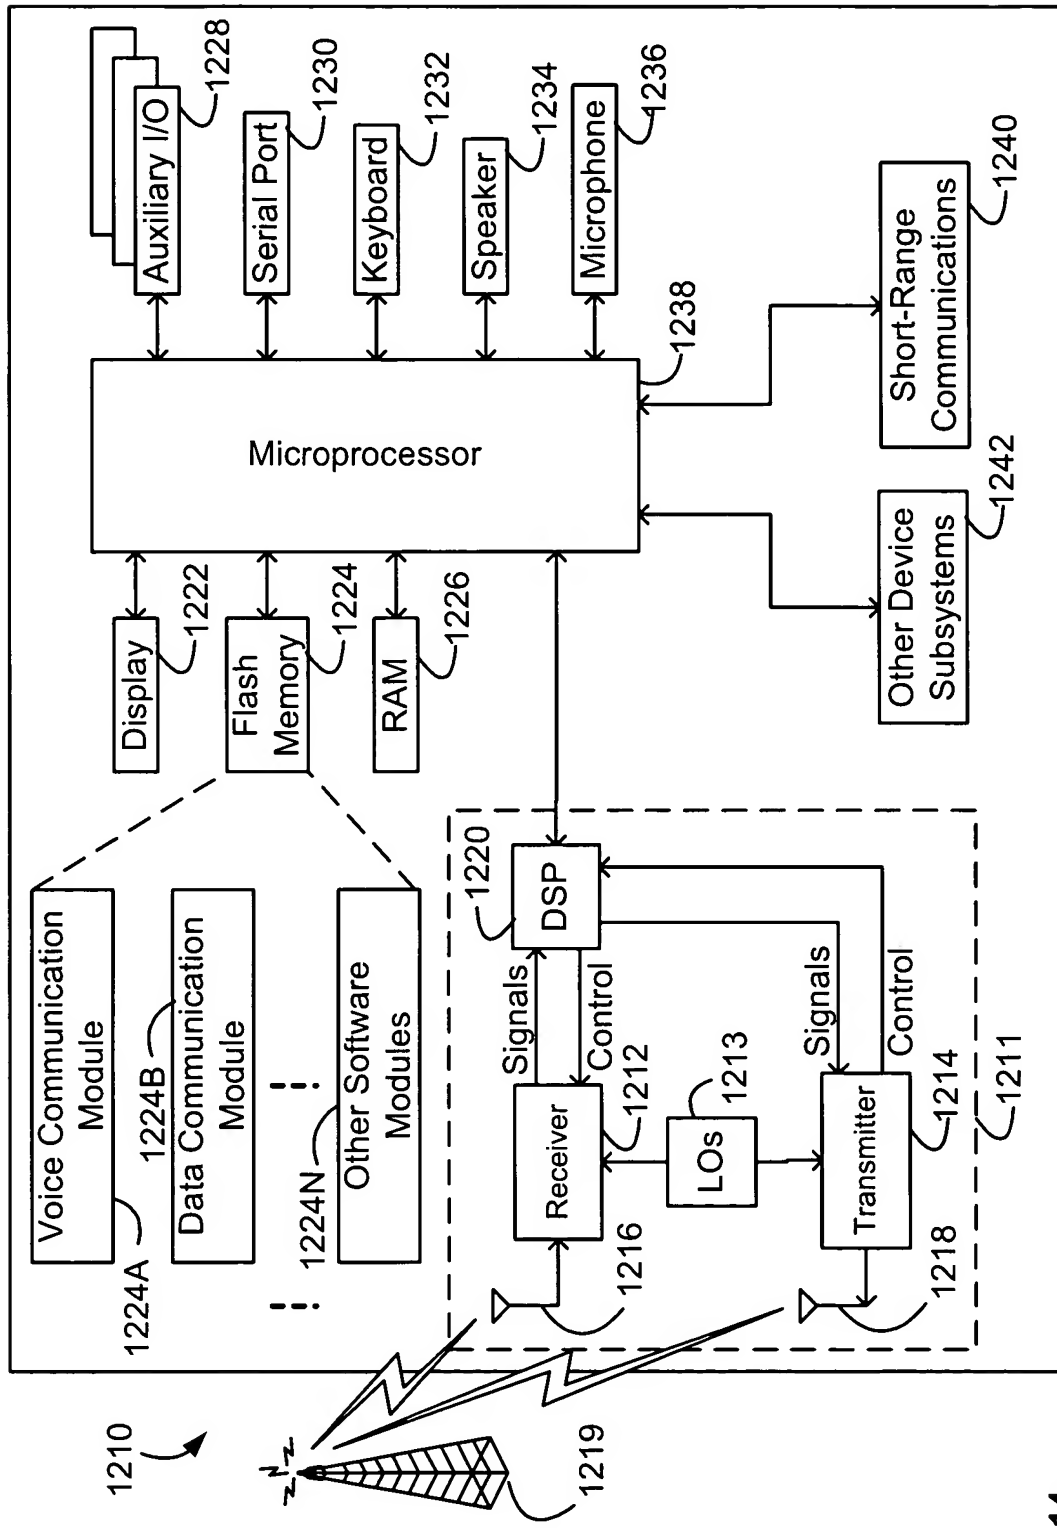 1210
1219
Voice Communication
Module
1224A
1224B
Data Communication
Module
1224N
Other Software
Modules
Display
1222
Flash
Memory
1224
RAM
1226
Microprocessor
1238
Auxiliary I/O
1228
Serial Port
1230
Keyboard
1232
Speaker
1234
Microphone
1236
Short-Range
Communications
1240
Other Device
Subsystems
1242
1220
DSP
Signals
Control
Receiver
1212
1216
LOs
1213
Signals
Control
Transmitter
1214
1218
1211